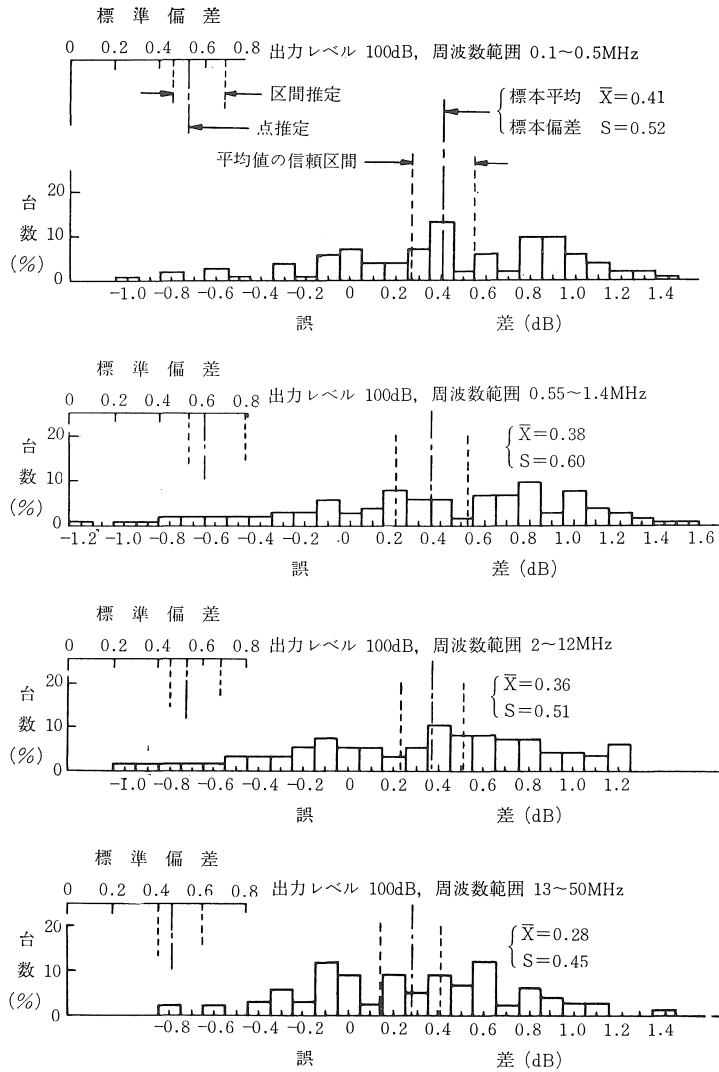 標 準 偏 差
0 0.2 0.4 0.6 0.8 出力レベル 100dB, 周波数範囲 0.1~0.5MHz
区間推定
点推定
標本平均 X̄=0.41
標本偏差 S=0.52
平均値の信頼区間
台数(%)
20
10
0
-1.0 -0.8 -0.6 -0.4 -0.2 0 0.2 0.4 0.6 0.8 1.0 1.2 1.4
誤 差(dB)
標 準 偏 差
0 0.2 0.4 0.6 0.8 出力レベル 100dB, 周波数範囲 0.55~1.4MHz
X̄=0.38
S=0.60
台数(%)
20
10
0
-1.2 -1.0 -0.8 -0.6 -0.4 -0.2 0 0.2 0.4 0.6 0.8 1.0 1.2 1.4 1.6
誤 差(dB)
標 準 偏 差
0 0.2 0.4 0.6 0.8 出力レベル 100dB, 周波数範囲 2~12MHz
X̄=0.36
S=0.51
台数(%)
20
10
0
-1.0 -0.8 -0.6 -0.4 -0.2 0 0.2 0.4 0.6 0.8 1.0 1.2
誤 差(dB)
標 準 偏 差
0 0.2 0.4 0.6 0.8 出力レベル 100dB, 周波数範囲 13~50MHz
X̄=0.28
S=0.45
台数(%)
20
10
0
-0.8 -0.6 -0.4 -0.2 0 0.2 0.4 0.6 0.8 1.0 1.2 1.4
誤 差(dB)